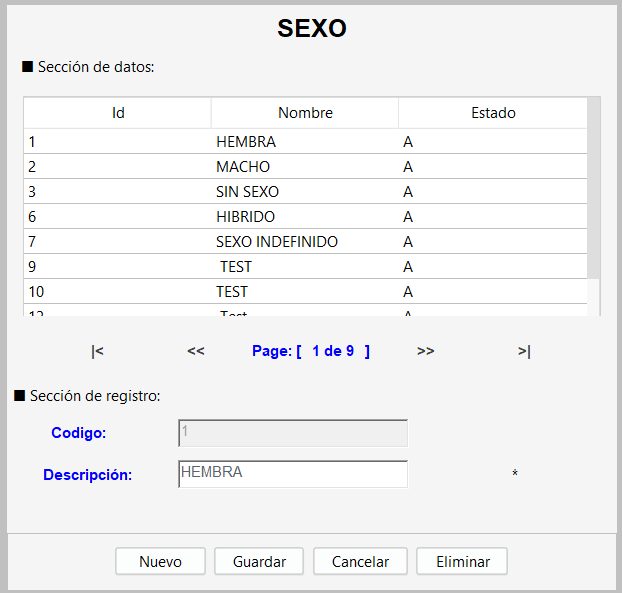 SEXO
Sección de datos:
Id Nombre Estado
1 HEMBRA A
2 MACHO A
3 SIN SEXO A
6 HIBRIDO A
7 SEXO INDEFINIDO A
9 TEST A
10 TEST A
12 Test A
|< << Page: [ 1 de 9 ] >> >|
Sección de registro:
Codigo: 1
Descripción: HEMBRA *
Nuevo Guardar Cancelar Eliminar